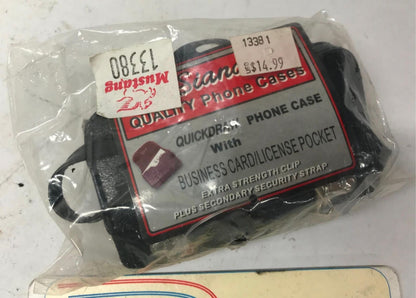 13380
Mustang
13381
$14.99
QUALITY Phone Cases
QUICKDRAW PHONE CASE
With
BUSINESS CARD/LICENSE POCKET
EXTRA STRENGTH CLIP
PLUS SECONDARY SECURITY STRAP